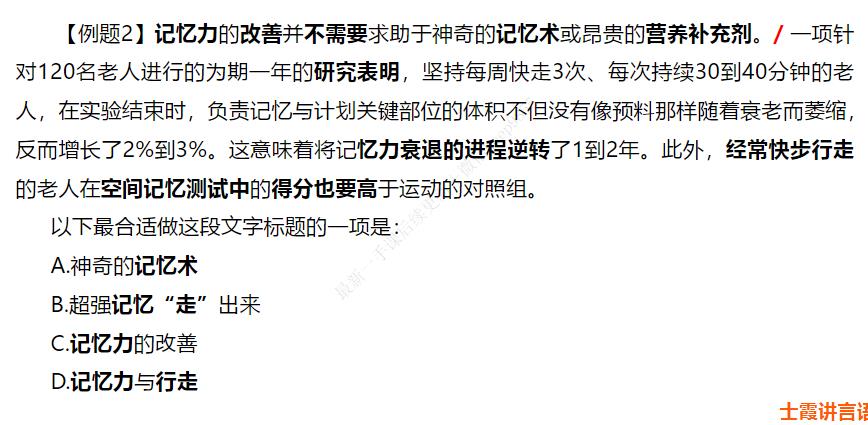 【例题2】记忆力的改善并不需要求助于神奇的记忆术或昂贵的营养补充剂。/ 一项针
对120名老人进行的为期一年的研究表明，坚持每周快走3次、每次持续30到40分钟的老
人，在实验结束时，负责记忆与计划关键部位的体积不但没有像预料那样随着衰老而萎缩，
反而增长了2%到3%。这意味着将记忆力衰退的进程逆转了1到2年。此外，经常快步行走
的老人在空间记忆测试中的得分也要高于运动的对照组。
以下最合适做这段文字标题的一项是：
A.神奇的记忆术
B.超强记忆“走”出来
C.记忆力的改善
D.记忆力与行走
士霞讲言语